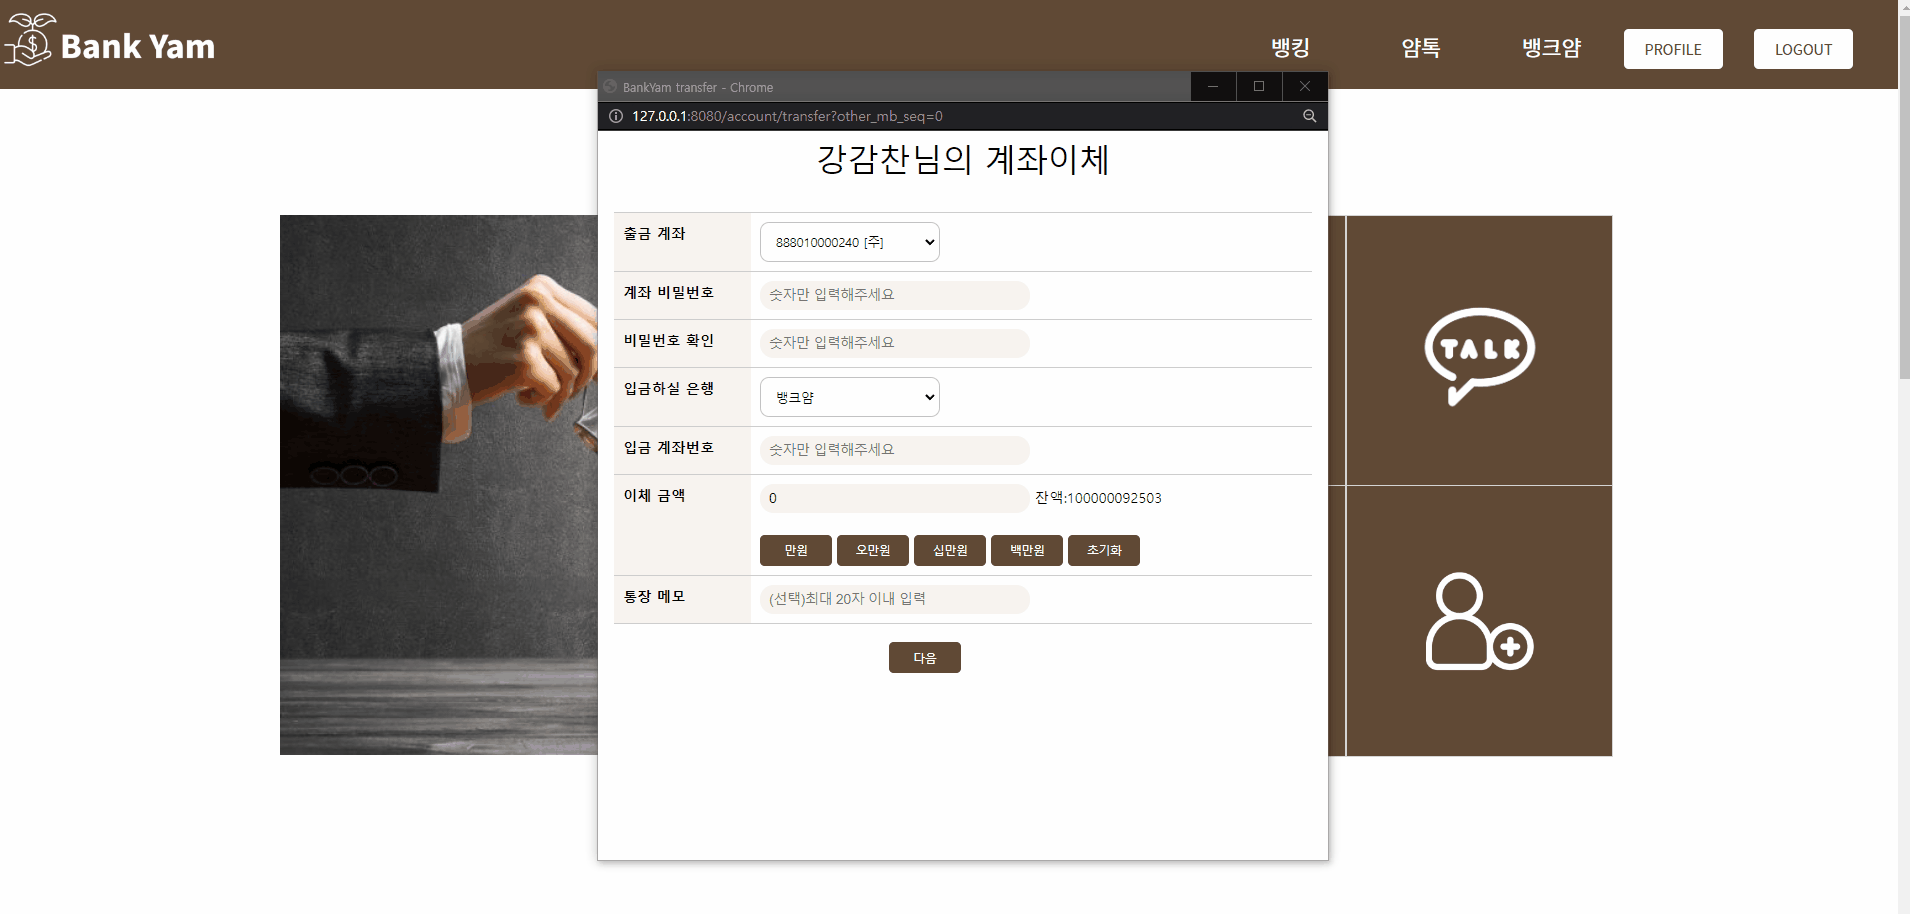 Bank Yam
뱅킹
얌톡
뱅크얌
PROFILE
LOGOUT
BankYam transfer - Chrome
127.0.0.1:8080/account/transfer?other_mb_seq=0
강감찬님의 계좌이체
출금 계좌
888010000240 [주]
계좌 비밀번호
숫자만 입력해주세요
비밀번호 확인
숫자만 입력해주세요
입금하실 은행
뱅크얌
입금 계좌번호
숫자만 입력해주세요
이체 금액
0
잔액:100000092503
만원
오만원
십만원
백만원
초기화
통장 메모
(선택)최대 20자 이내 입력
다음
TALK